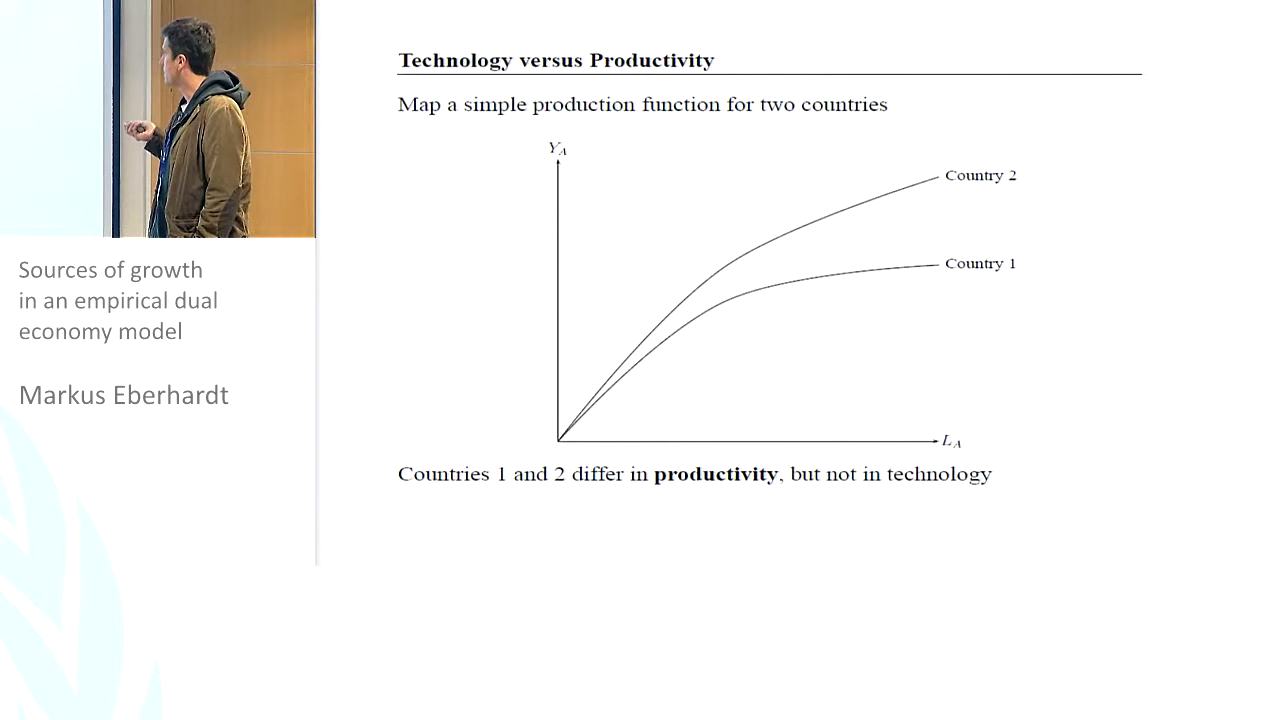 Technology versus Productivity
Map a simple production function for two countries
Y_A
Country 2
Country 1
L_A
Countries 1 and 2 differ in productivity, but not in technology
Sources of growth
in an empirical dual
economy model
Markus Eberhardt